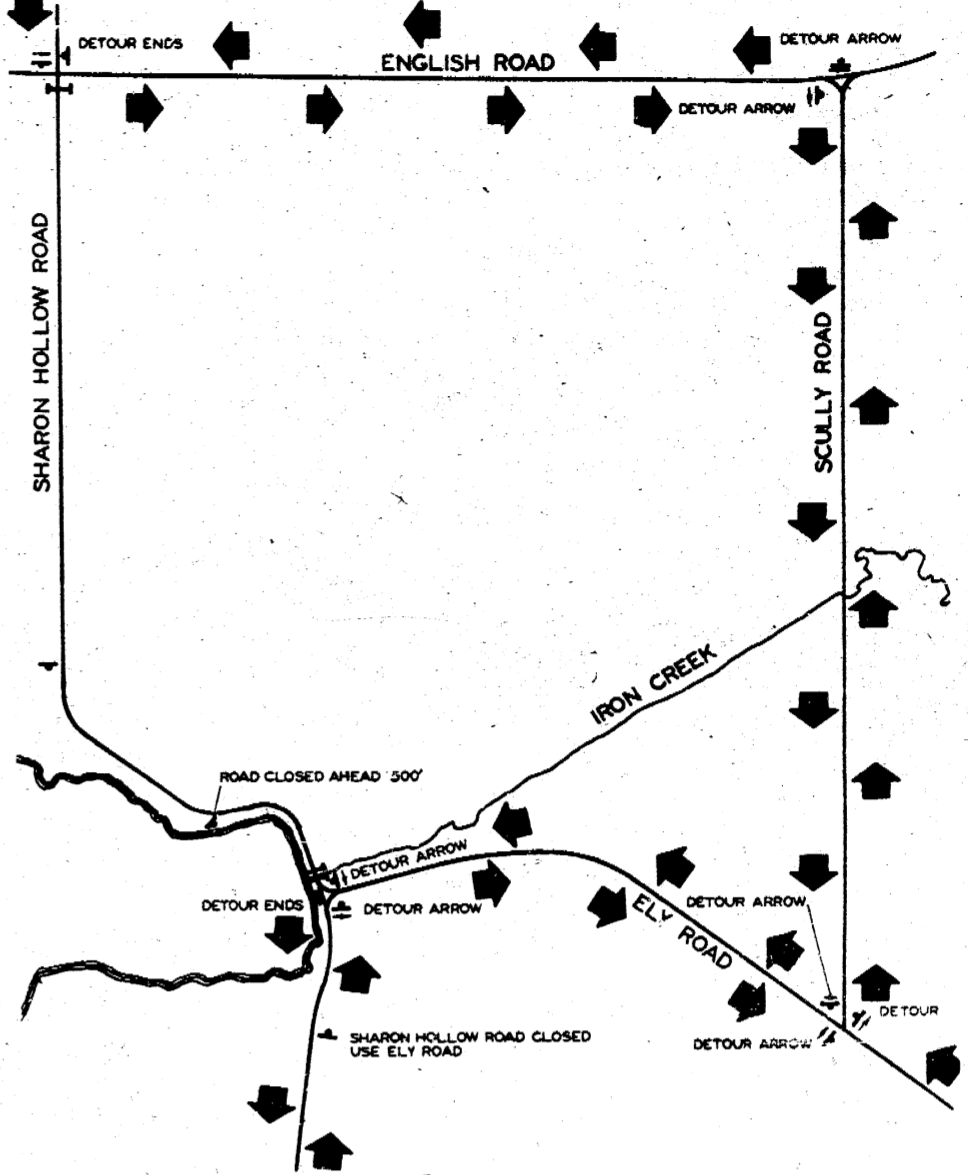 DETOUR ENDS
DETOUR ARROW
ENGLISH ROAD
DETOUR ARROW
SHARON HOLLOW ROAD
SCULLY ROAD
IRON CREEK
ROAD CLOSED AHEAD 500'
DETOUR ARROW
DETOUR ENDS
DETOUR ARROW
DETOUR ARROW
ELY ROAD
DETOUR
SHARON HOLLOW ROAD CLOSED
USE ELY ROAD
DETOUR ARROW